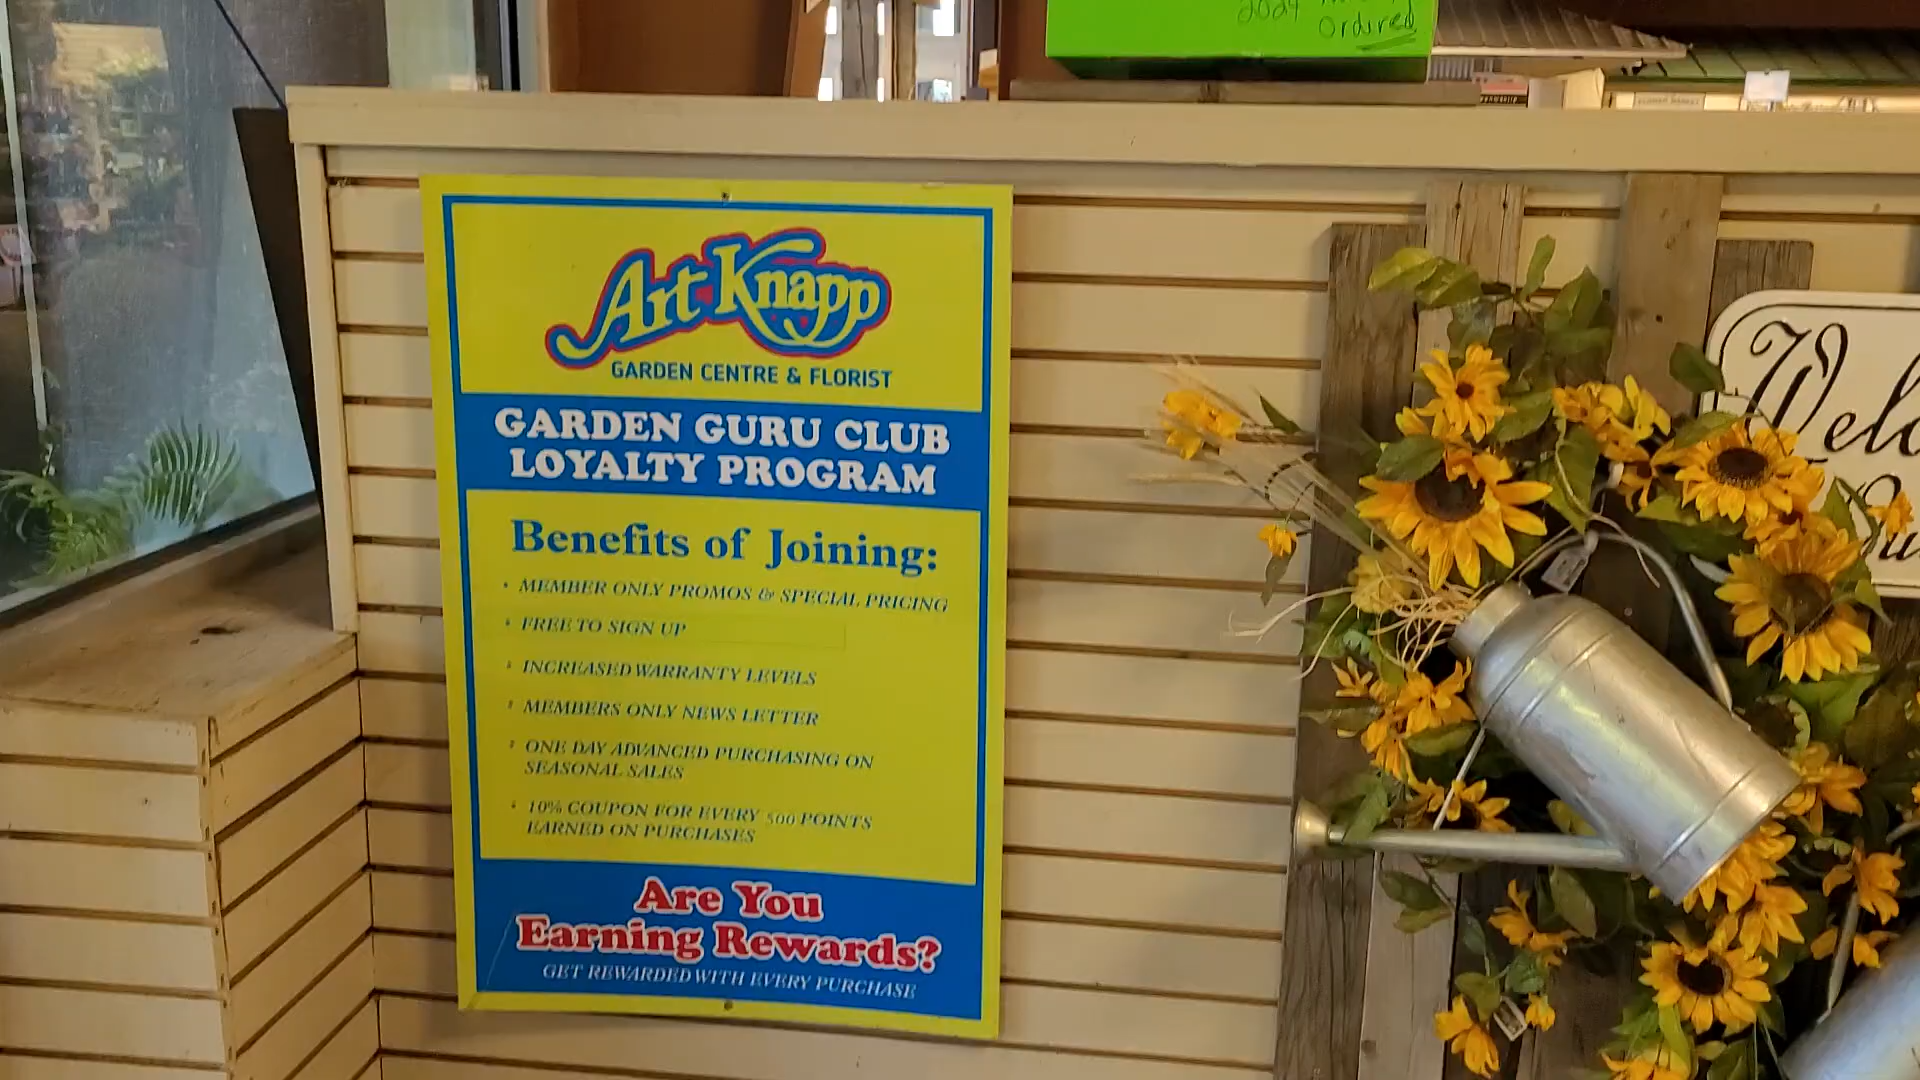 2024
Ordered
Art Knapp
GARDEN CENTRE & FLORIST
GARDEN GURU CLUB
LOYALTY PROGRAM
Benefits of Joining:
• MEMBER ONLY PROMOS & SPECIAL PRICING
• FREE TO SIGN UP
• INCREASED WARRANTY LEVELS
• MEMBERS ONLY NEWS LETTER
• ONE DAY ADVANCED PURCHASING ON
SEASONAL SALES
• 10% COUPON FOR EVERY 500 POINTS
EARNED ON PURCHASES
Are You
Earning Rewards?
GET REWARDED WITH EVERY PURCHASE